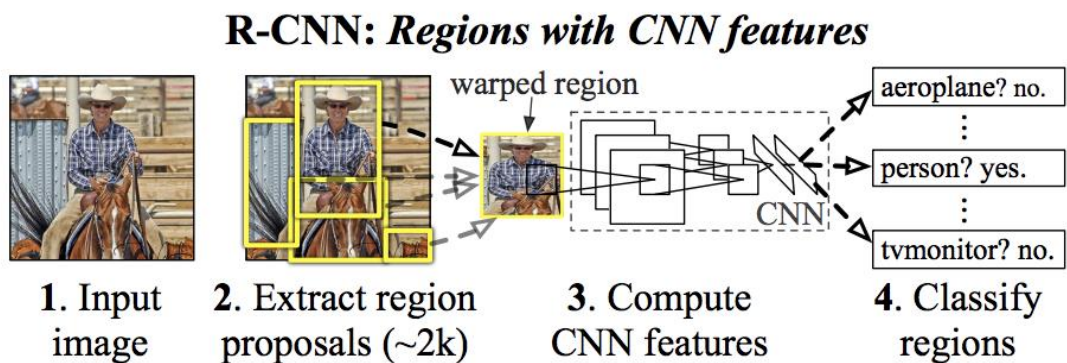 R-CNN: Regions with CNN features
warped region
aeroplane? no.
⋮
person? yes.
⋮
tvmonitor? no.
CNN
1. Input
image
2. Extract region
proposals (~2k)
3. Compute
CNN features
4. Classify
regions